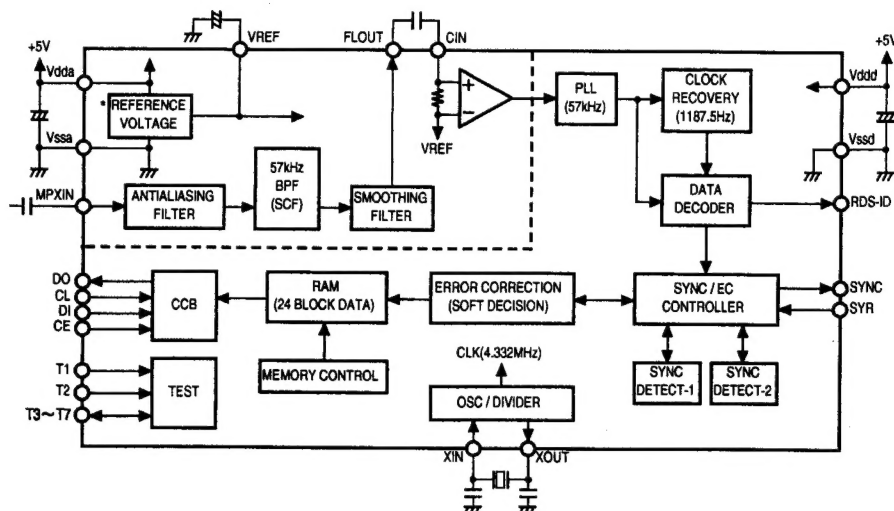 +5V
VREF
FLOUT
CIN
+5V
Vdda
*REFERENCE
VOLTAGE
Vssa
+
−
VREF
PLL
(57kHz)
CLOCK
RECOVERY
(1187.5Hz)
Vddd
Vssd
MPXIN
ANTIALIASING
FILTER
57kHz
BPF
(SCF)
SMOOTHING
FILTER
DATA
DECODER
RDS-ID
DO
CL
DI
CE
CCB
RAM
(24 BLOCK DATA)
ERROR CORRECTION
(SOFT DECISION)
SYNC / EC
CONTROLLER
SYNC
SYR
T1
T2
T3~T7
TEST
MEMORY CONTROL
CLK(4.332MHz)
OSC / DIVIDER
SYNC
DETECT-1
SYNC
DETECT-2
XIN
XOUT